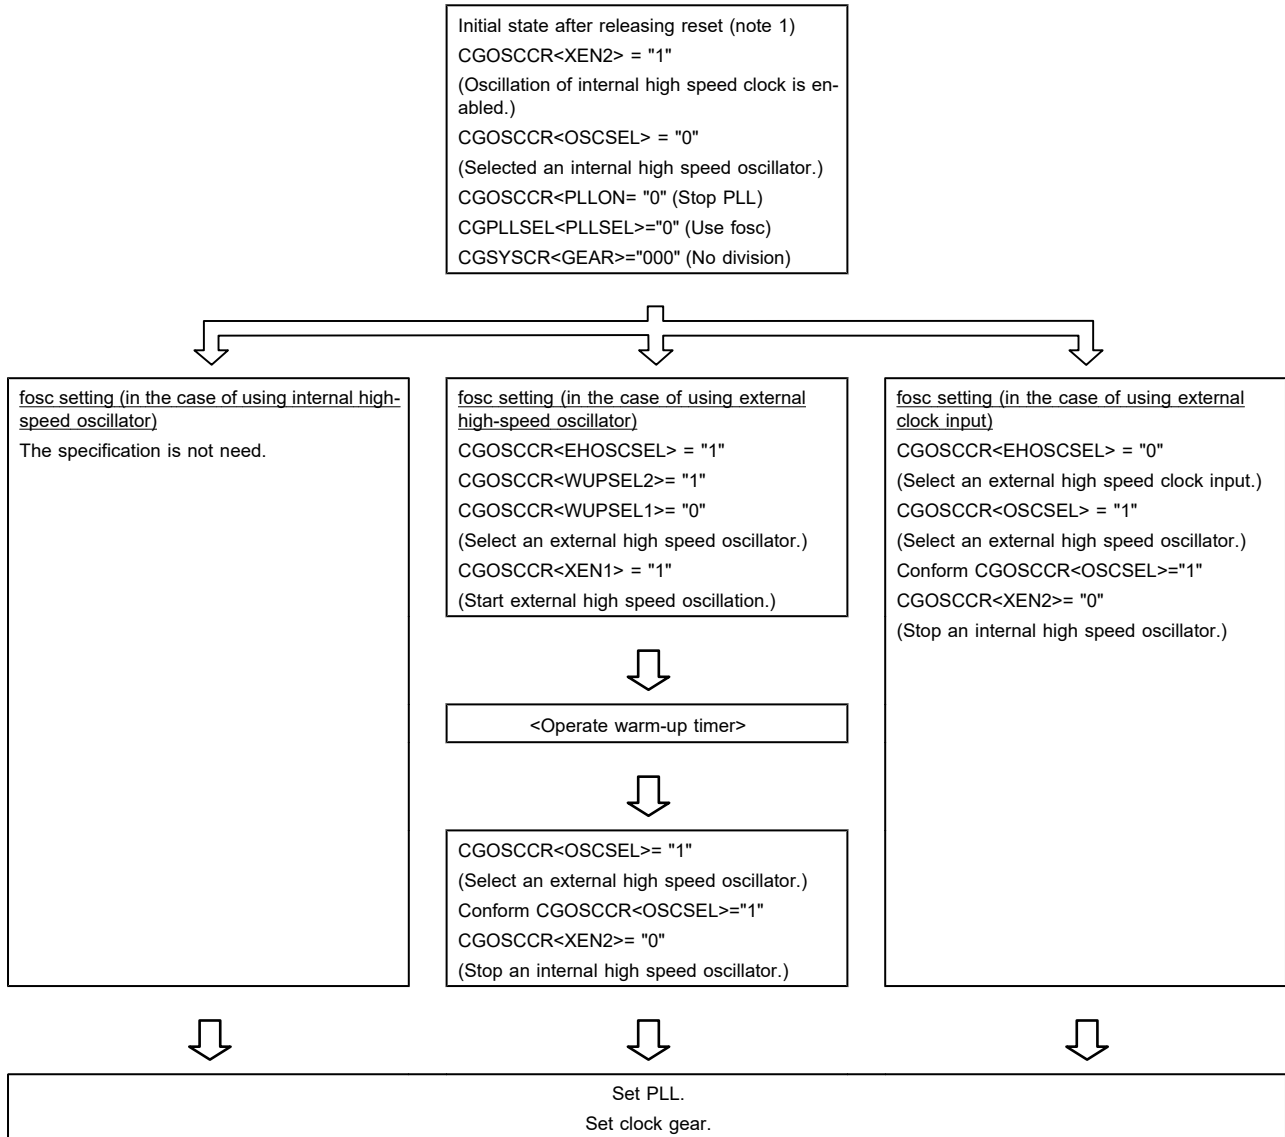 Initial state after releasing reset (note 1)
CGOSCCR<XEN2> = "1"
(Oscillation of internal high speed clock is en-
abled.)
CGOSCCR<OSCSEL> = "0"
(Selected an internal high speed oscillator.)
CGOSCCR<PLLON= "0" (Stop PLL)
CGPLLSEL<PLLSEL>="0" (Use fosc)
CGSYSCR<GEAR>="000" (No division)
fosc setting (in the case of using internal high-
speed oscillator)
The specification is not need.
fosc setting (in the case of using external
high-speed oscillator)
CGOSCCR<EHOSCSEL> = "1"
CGOSCCR<WUPSEL2>= "1"
CGOSCCR<WUPSEL1>= "0"
(Select an external high speed oscillator.)
CGOSCCR<XEN1> = "1"
(Start external high speed oscillation.)
<Operate warm-up timer>
CGOSCCR<OSCSEL>= "1"
(Select an external high speed oscillator.)
Conform CGOSCCR<OSCSEL>="1"
CGOSCCR<XEN2>= "0"
(Stop an internal high speed oscillator.)
fosc setting (in the case of using external
clock input)
CGOSCCR<EHOSCSEL> = "0"
(Select an external high speed clock input.)
CGOSCCR<OSCSEL> = "1"
(Select an external high speed oscillator.)
Conform CGOSCCR<OSCSEL>="1"
CGOSCCR<XEN2>= "0"
(Stop an internal high speed oscillator.)
Set PLL.
Set clock gear.